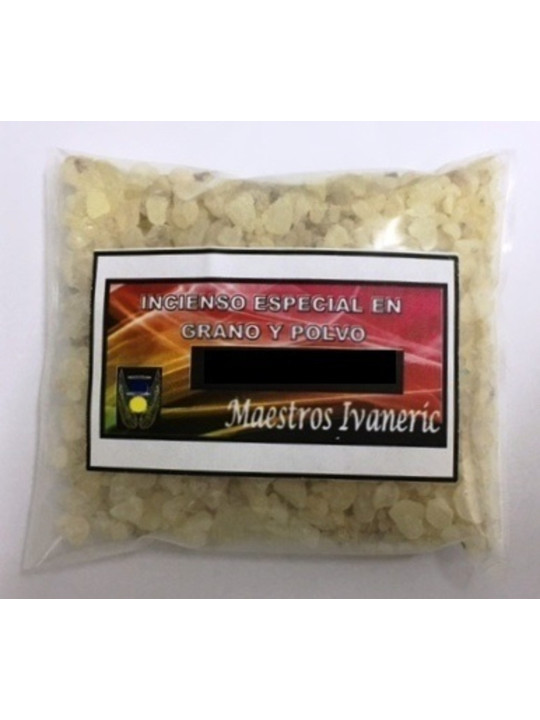 INCIENSO ESPECIAL EN
GRANO Y POLVO
Maestros Ivaneric